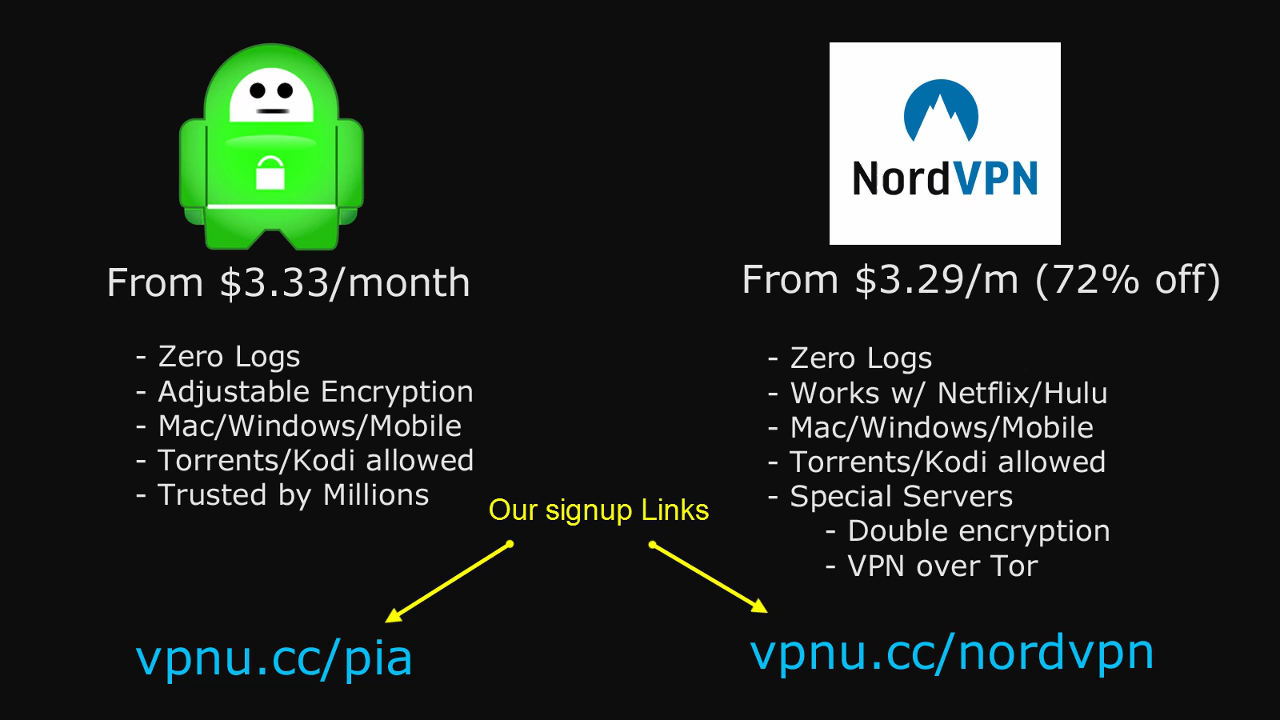 From $3.33/month
- Zero Logs
- Adjustable Encryption
- Mac/Windows/Mobile
- Torrents/Kodi allowed
- Trusted by Millions
NordVPN
From $3.29/m (72% off)
- Zero Logs
- Works w/ Netflix/Hulu
- Mac/Windows/Mobile
- Torrents/Kodi allowed
- Special Servers
- Double encryption
- VPN over Tor
Our signup Links
vpnu.cc/pia
vpnu.cc/nordvpn